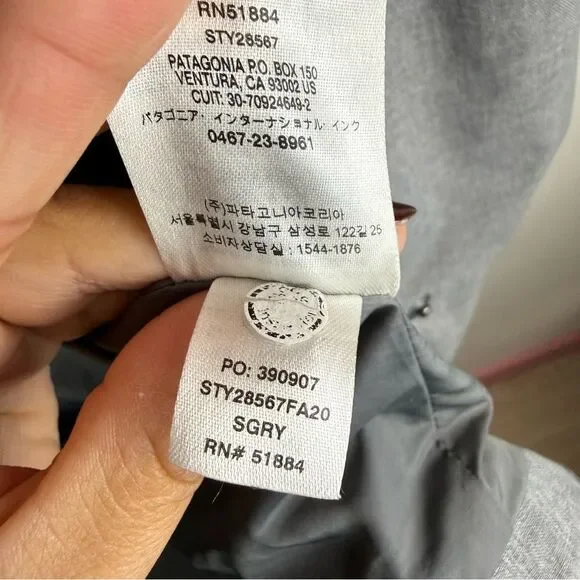 RN51884
STY28567
PATAGONIA P.O. BOX 150
VENTURA, CA 93002 US
CUIT: 30-70924649-2
パタゴニア・インターナショナル・インク
0467-23-8961
(주)파타고니아코리아
서울특별시 강남구 삼성로 122길 25
소비자상담실 : 1544-1876
PO: 390907
STY28567FA20
SGRY
RN# 51884